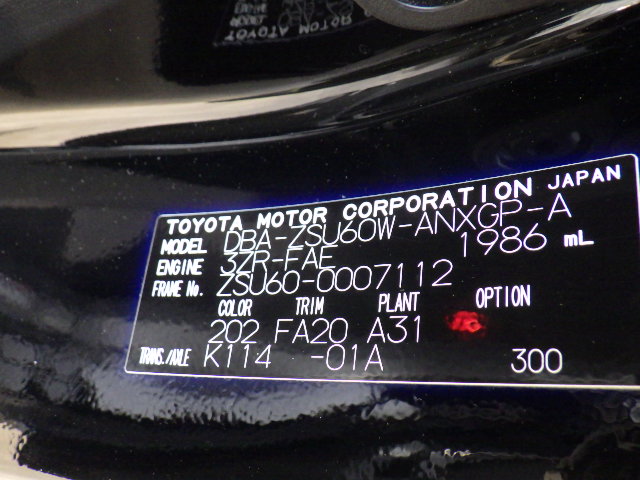 TOYOTA MOTOR CORPORATION JAPAN
MODEL DBA-ZSU60W-ANXGP-A
ENGINE 3ZR-FAE 1986 mL
FRAME No. ZSU60-0007112
COLOR TRIM PLANT OPTION
202 FA20 A31
TRANS./AXLE K114 -01A 300